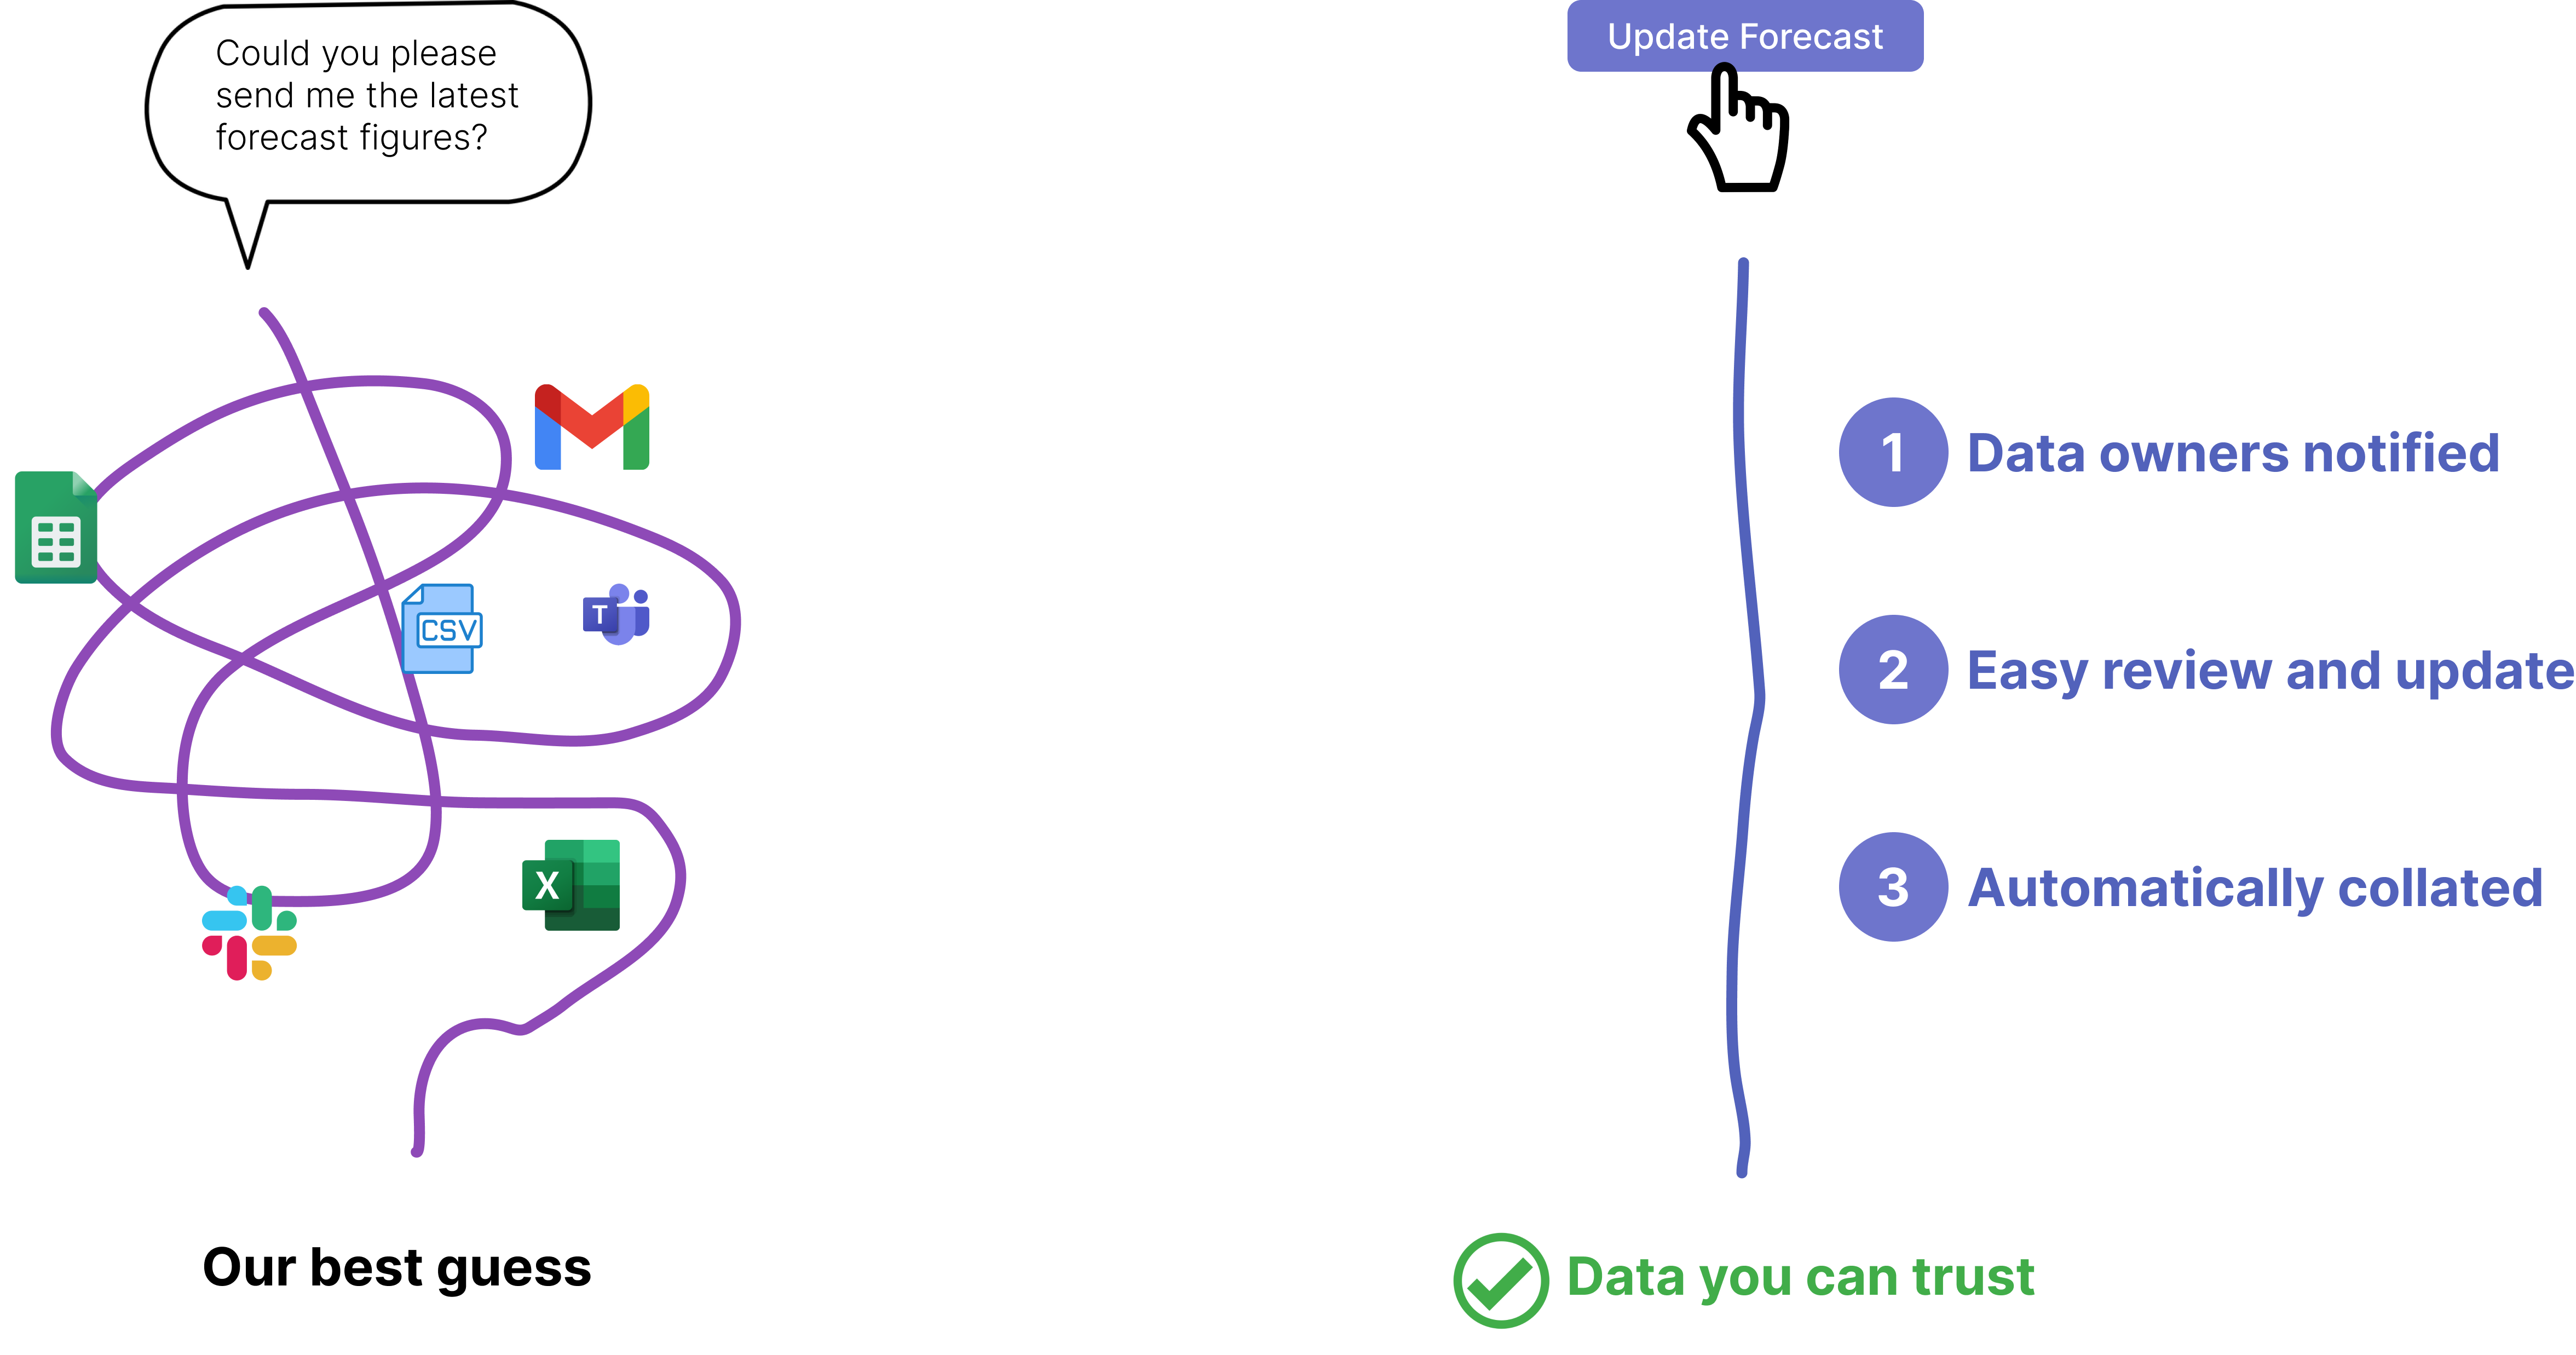 Could you please
send me the latest
forecast figures?
CSV
T
X
Our best guess
Update Forecast
1 Data owners notified
2 Easy review and update
3 Automatically collated
Data you can trust